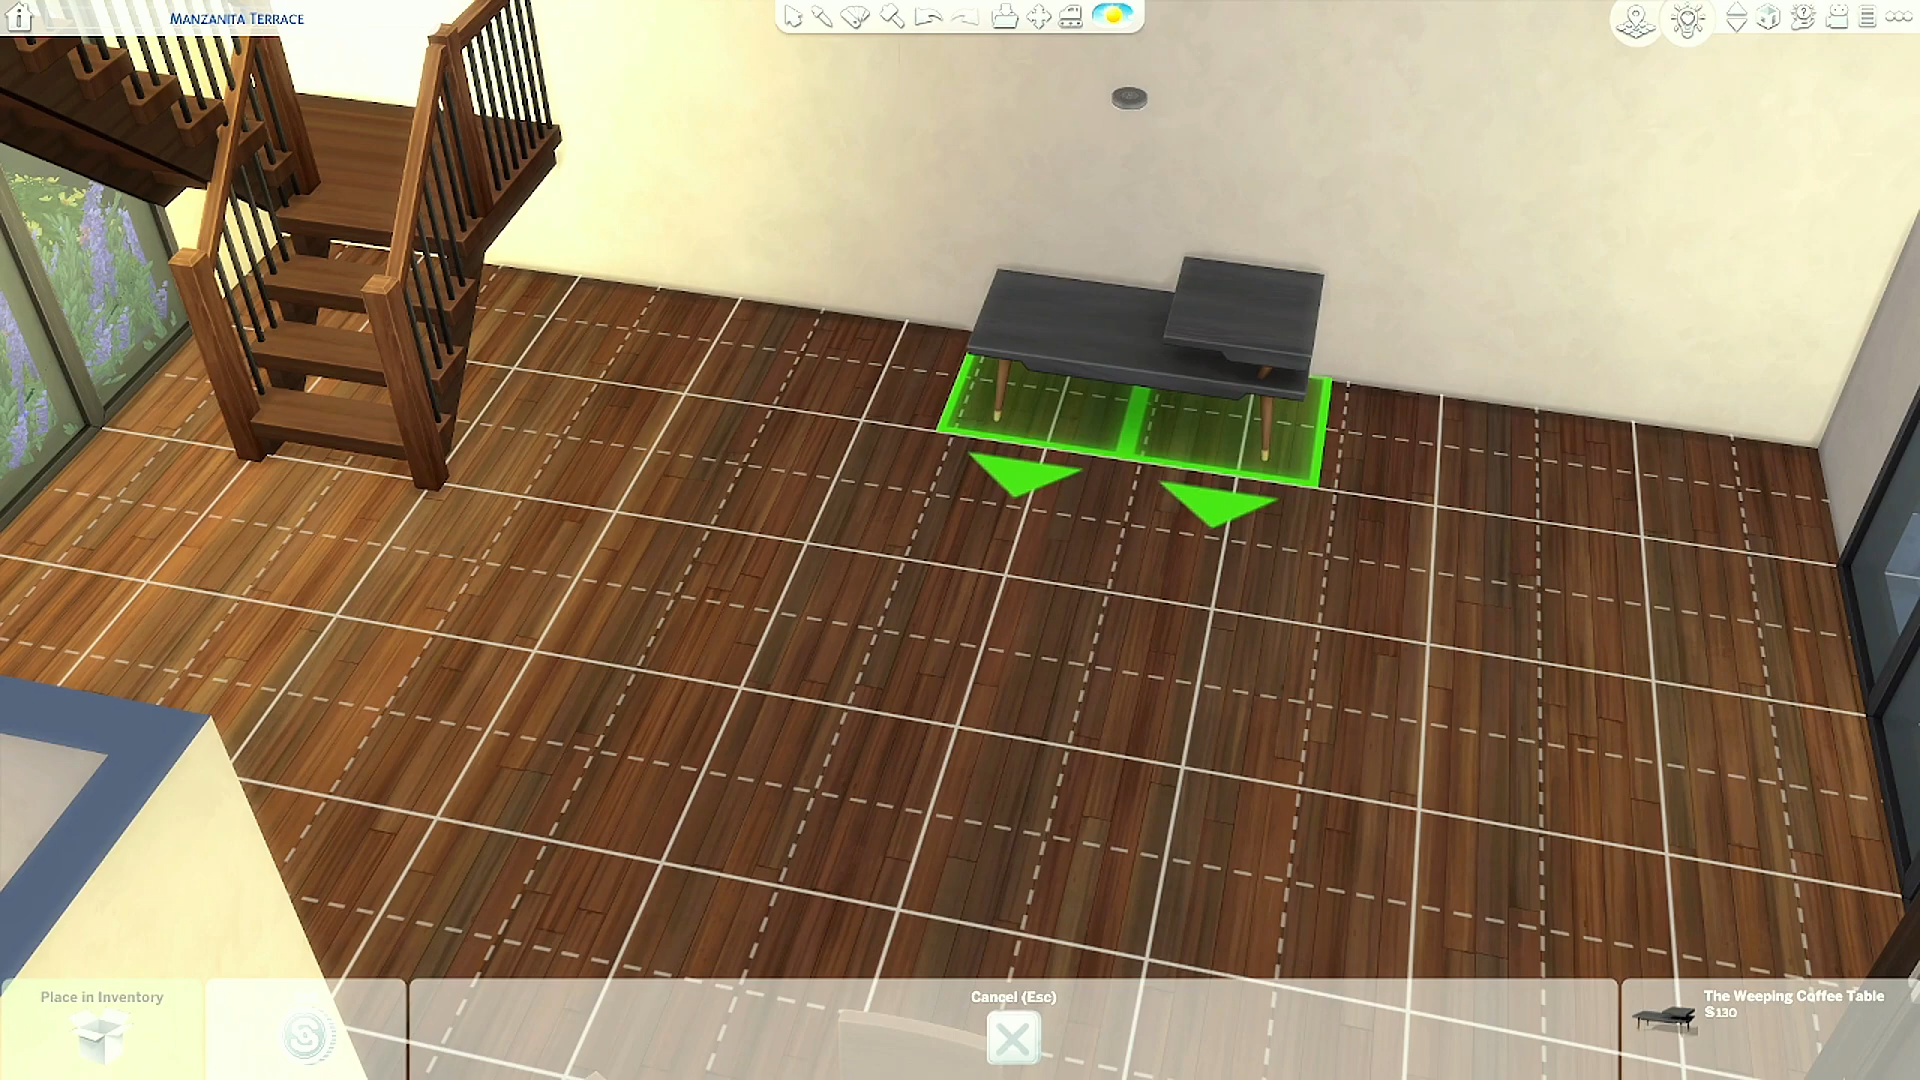 Manzanita Terrace
Place in Inventory
Cancel (Esc)
The Weeping Coffee Table
§130